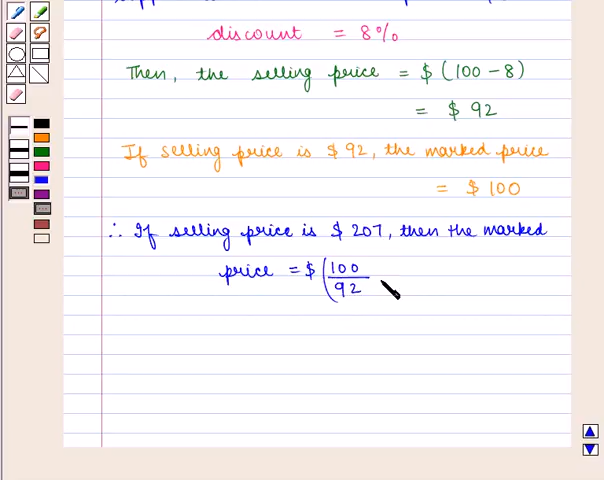 discount = 8%
Then, the selling price = $ (100 - 8)
= $ 92
If selling price is $ 92, the marked price
= $ 100
∴ If selling price is $ 207, then the marked
price = $ (100/92